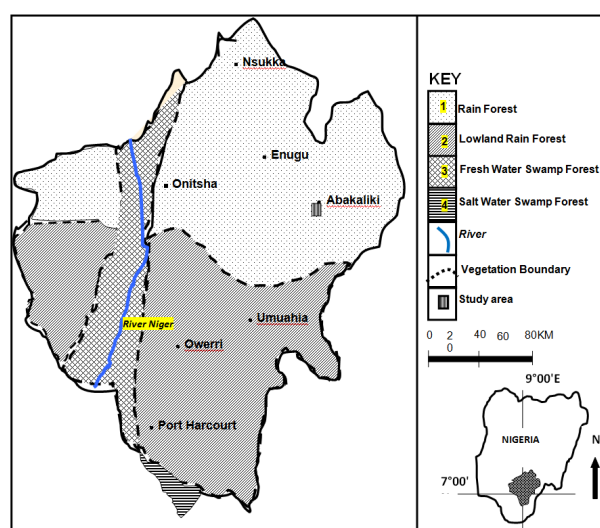 Nsukka
Enugu
Onitsha
Abakaliki
River Niger
Umuahia
Owerri
Port Harcourt
KEY
1 Rain Forest
2 Lowland Rain Forest
3 Fresh Water Swamp Forest
4 Salt Water Swamp Forest
River
Vegetation Boundary
Study area
0 2 40 60 80KM
0
9°00'E
NIGERIA
N
7°00'